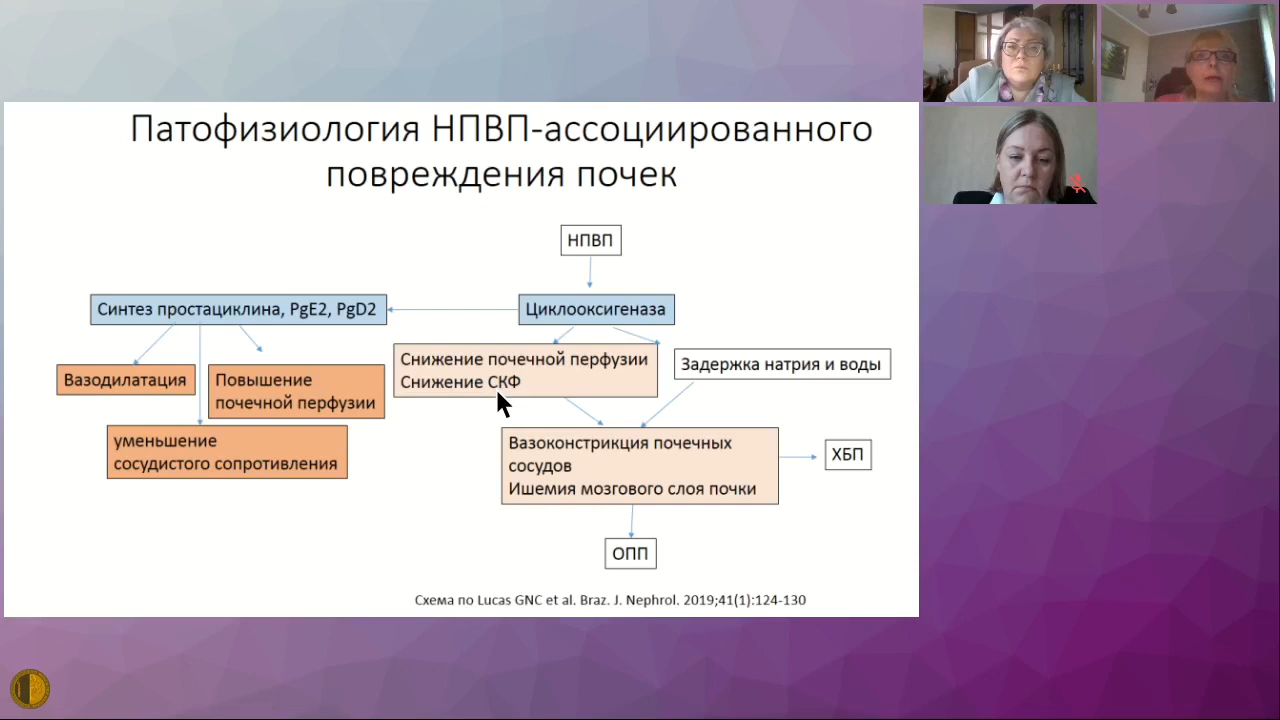 Патофизиология НПВП-ассоциированного
повреждения почек
НПВП
Синтез простациклина, PgE2, PgD2
Циклооксигеназа
Снижение почечной перфузии
Снижение СКФ
Задержка натрия и воды
Вазодилатация
Повышение
почечной перфузии
уменьшение
сосудистого сопротивления
Вазоконстрикция почечных
сосудов
Ишемия мозгового слоя почки
ХБП
ОПП
Схема по Lucas GNC et al. Braz. J. Nephrol. 2019;41(1):124-130